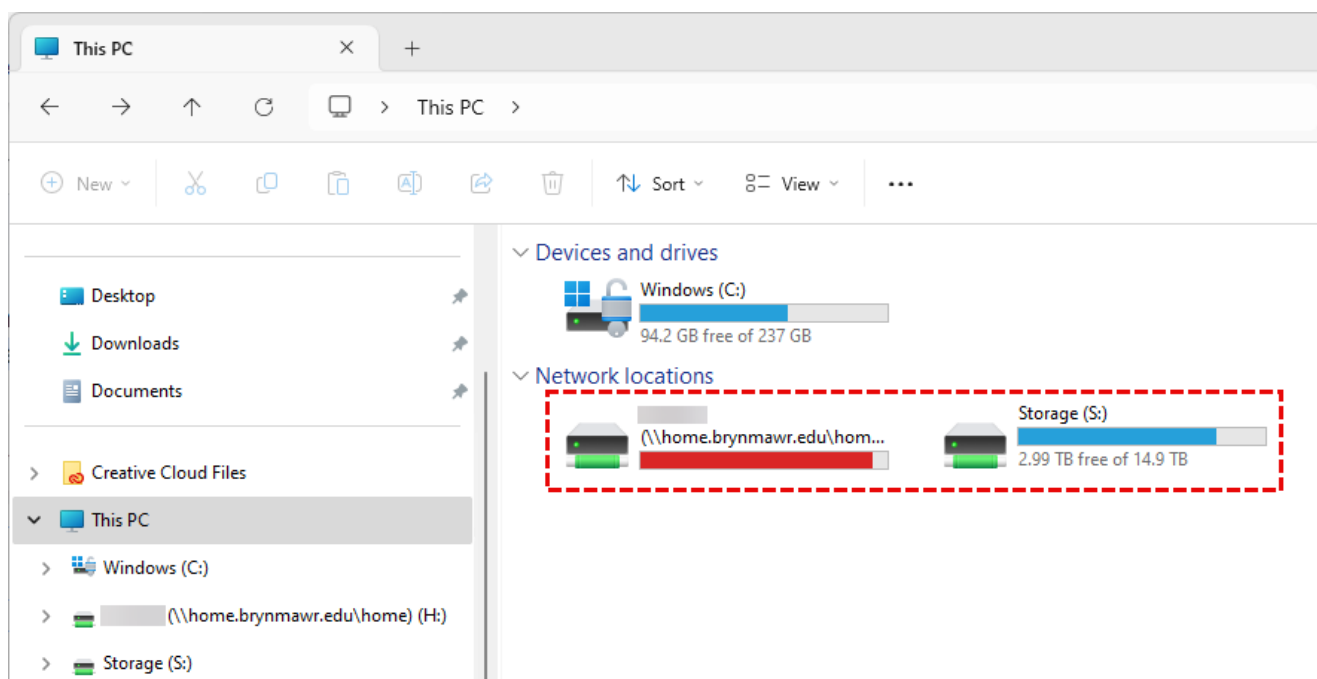 This PC
This PC
New
Sort
View
Desktop
Downloads
Documents
Creative Cloud Files
This PC
Windows (C:)
(\\home.brynmawr.edu\home) (H:)
Storage (S:)
Devices and drives
Windows (C:)
94.2 GB free of 237 GB
Network locations
(\\home.brynmawr.edu\hom...
Storage (S:)
2.99 TB free of 14.9 TB